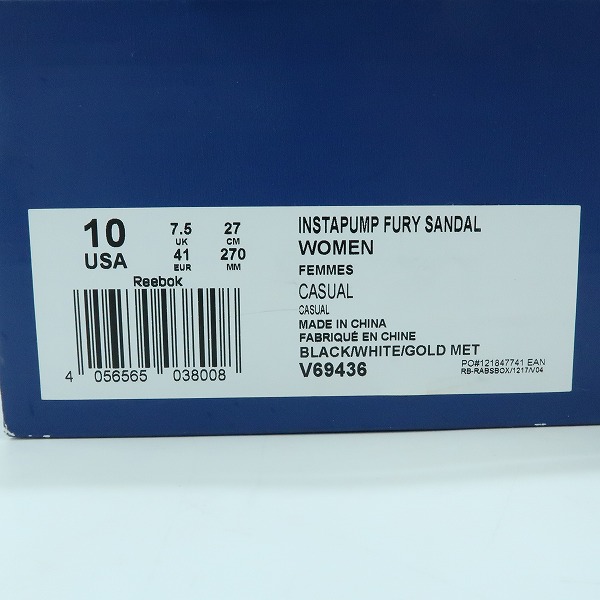 10 7.5 27
UK CM
USA 41 270
EUR MM
Reebok
4 056565 038008
INSTAPUMP FURY SANDAL
WOMEN
FEMMES
CASUAL
CASUAL
MADE IN CHINA
FABRIQUÉ EN CHINE
BLACK/WHITE/GOLD MET
V69436
PO#121847741 EAN
RB-RABSBOX/1217/V04